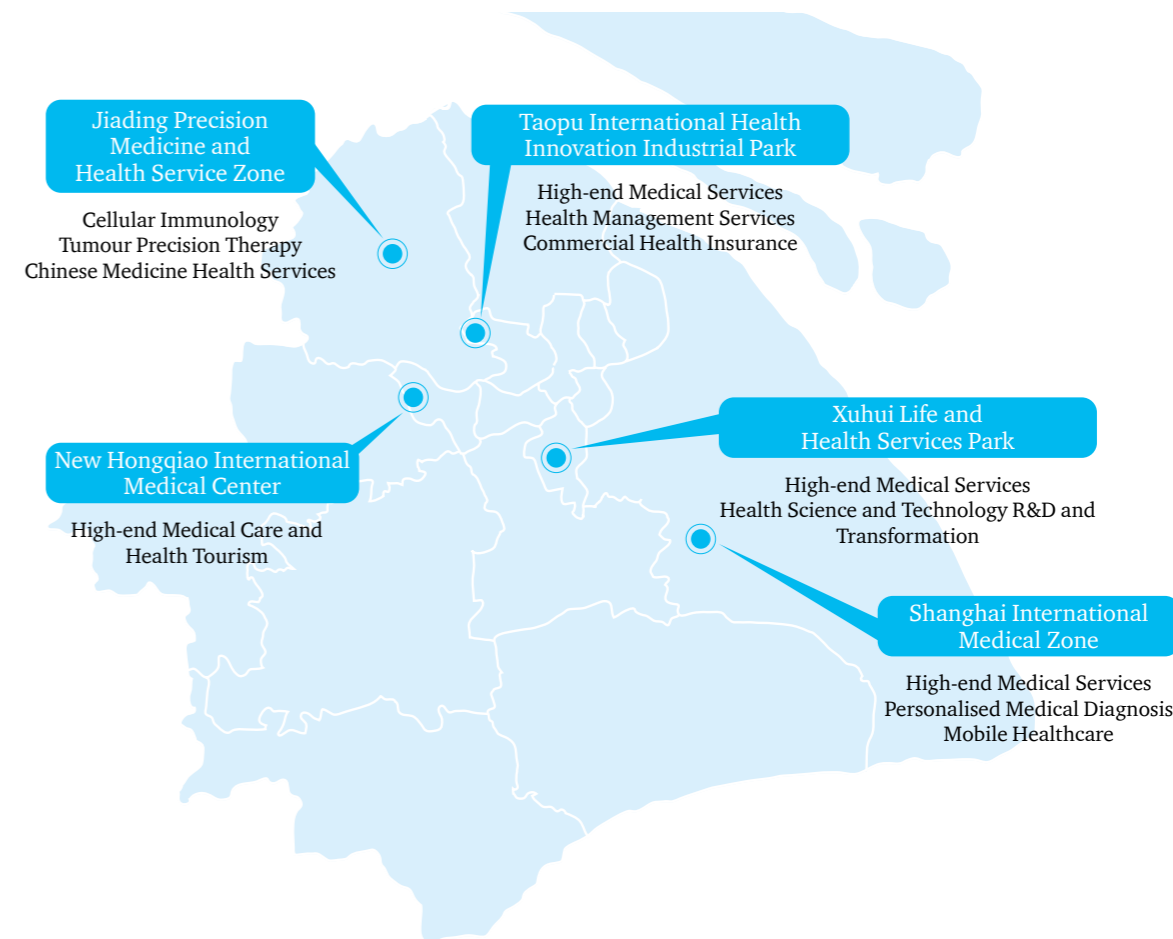 Jiading Precision
Medicine and
Health Service Zone
Cellular Immunology
Tumour Precision Therapy
Chinese Medicine Health Services
Taopu International Health
Innovation Industrial Park
High-end Medical Services
Health Management Services
Commercial Health Insurance
New Hongqiao International
Medical Center
High-end Medical Care and
Health Tourism
Xuhui Life and
Health Services Park
High-end Medical Services
Health Science and Technology R&D and
Transformation
Shanghai International
Medical Zone
High-end Medical Services
Personalised Medical Diagnosis
Mobile Healthcare